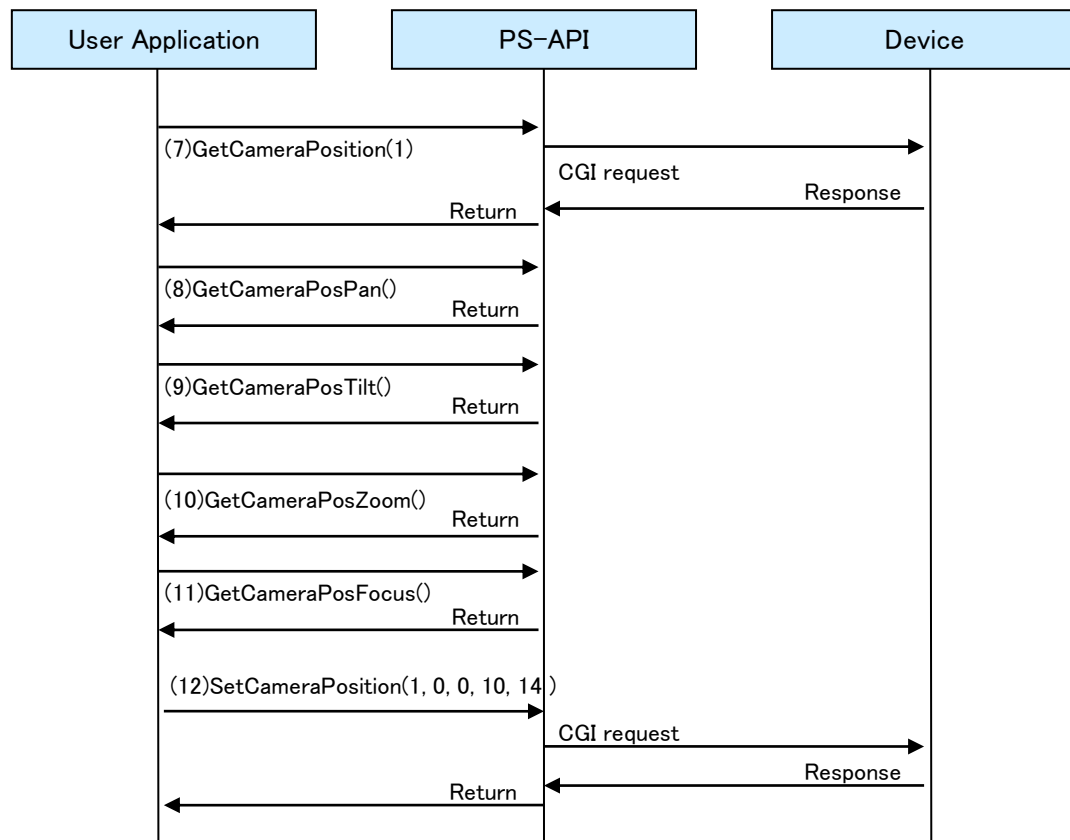 User Application
PS-API
Device
(7)GetCameraPosition(1)
CGI request
Response
Return
(8)GetCameraPosPan()
Return
(9)GetCameraPosTilt()
Return
(10)GetCameraPosZoom()
Return
(11)GetCameraPosFocus()
Return
(12)SetCameraPosition(1, 0, 0, 10, 14 )
CGI request
Response
Return